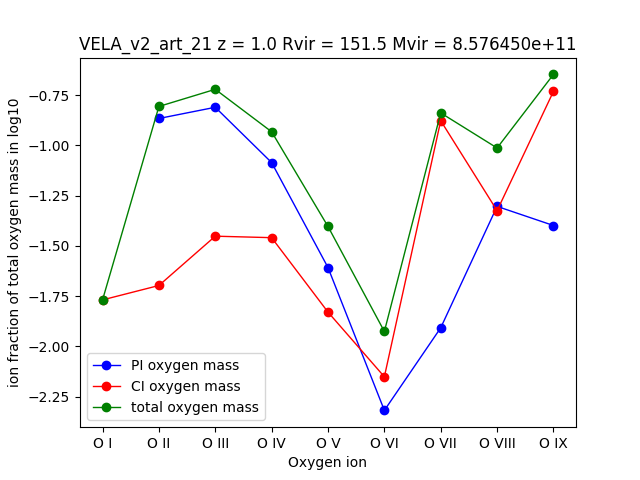 VELA_v2_art_21 z = 1.0 Rvir = 151.5 Mvir = 8.576450e+11
ion fraction of total oxygen mass in log10
−0.75
−1.00
−1.25
−1.50
−1.75
−2.00
−2.25
PI oxygen mass
CI oxygen mass
total oxygen mass
O I O II O III O IV O V O VI O VII O VIII O IX
Oxygen ion